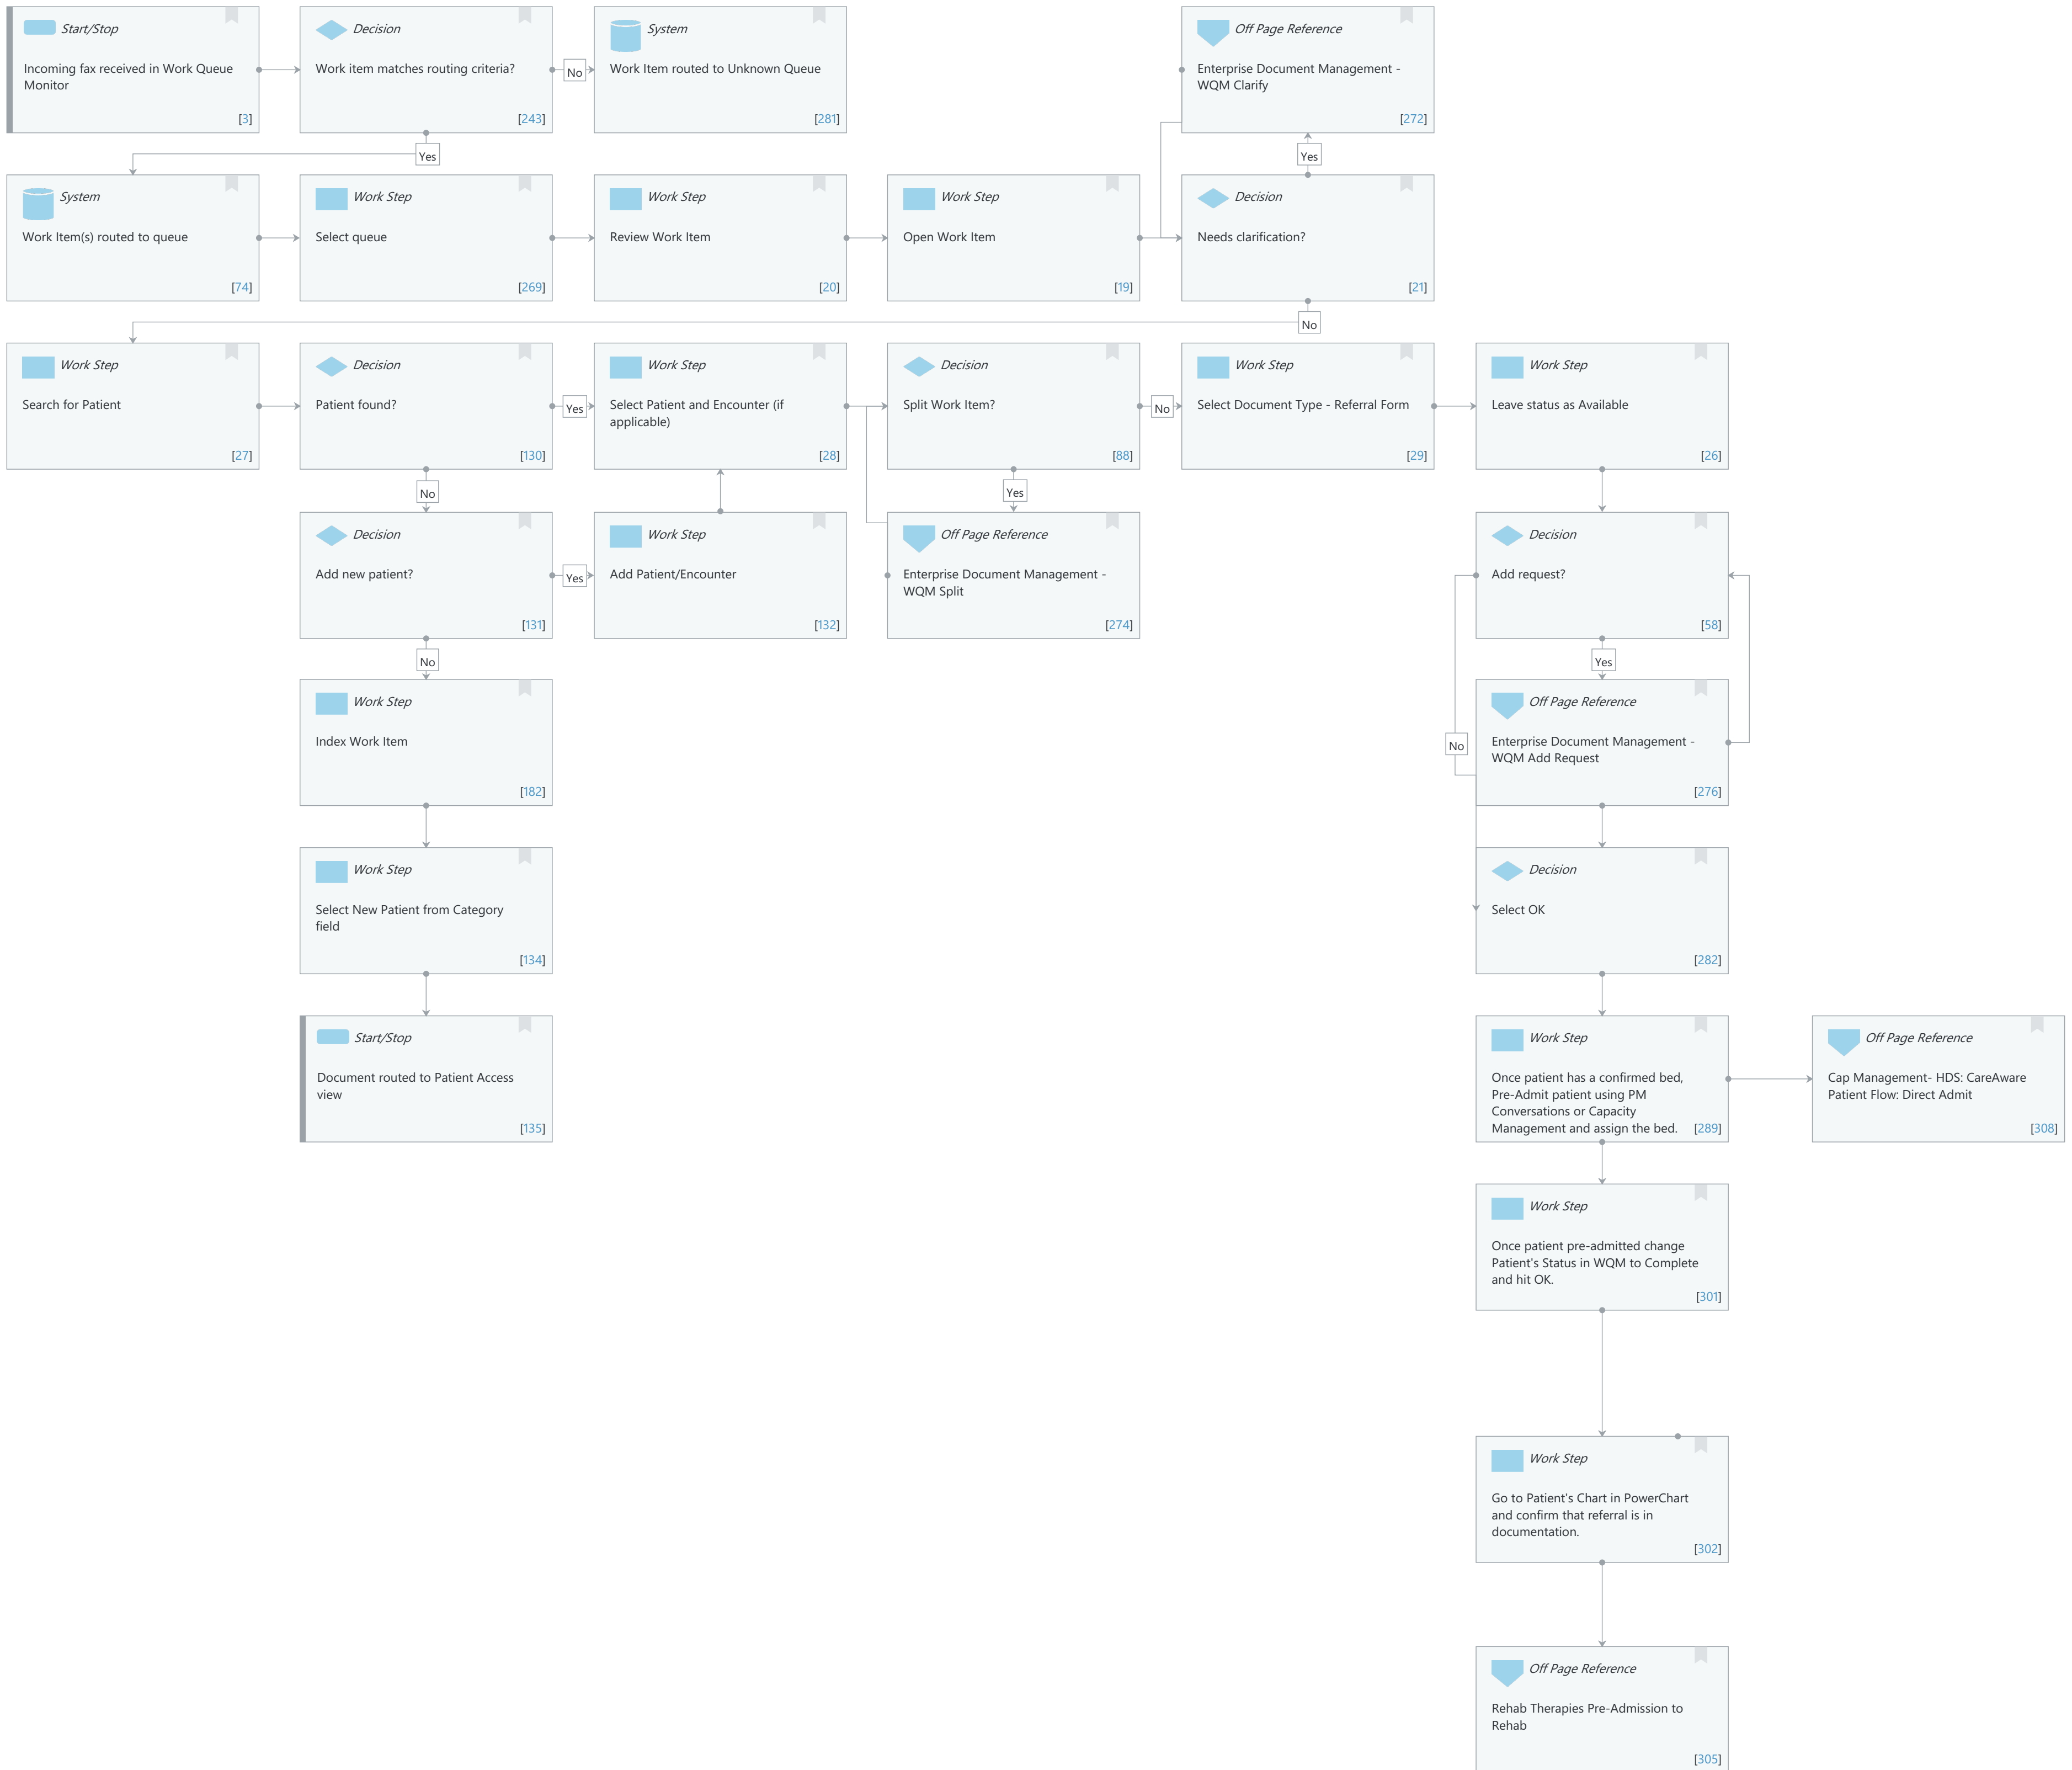 Start/Stop
Incoming fax received in Work Queue
Monitor
[3]
Decision
Work item matches routing criteria?
[243]
No
System
Work Item routed to Unknown Queue
[281]
Off Page Reference
Enterprise Document Management -
WQM Clarify
[272]
Yes
Yes
System
Work Item(s) routed to queue
[74]
Work Step
Select queue
[269]
Work Step
Review Work Item
[20]
Work Step
Open Work Item
[19]
Decision
Needs clarification?
[21]
No
Work Step
Search for Patient
[27]
Decision
Patient found?
[130]
Yes
Work Step
Select Patient and Encounter (if
applicable)
[28]
Decision
Split Work Item?
[88]
No
Work Step
Select Document Type - Referral Form
[29]
Work Step
Leave status as Available
[26]
No
Yes
Decision
Add new patient?
[131]
Yes
Work Step
Add Patient/Encounter
[132]
Off Page Reference
Enterprise Document Management -
WQM Split
[274]
Decision
Add request?
[58]
No
Yes
Work Step
Index Work Item
[182]
No
Off Page Reference
Enterprise Document Management -
WQM Add Request
[276]
Work Step
Select New Patient from Category
field
[134]
Decision
Select OK
[282]
Start/Stop
Document routed to Patient Access
view
[135]
Work Step
Once patient has a confirmed bed,
Pre-Admit patient using PM
Conversations or Capacity
Management and assign the bed.
[289]
Off Page Reference
Cap Management- HDS: CareAware
Patient Flow: Direct Admit
[308]
Work Step
Once patient pre-admitted change
Patient's Status in WQM to Complete
and hit OK.
[301]
Work Step
Go to Patient's Chart in PowerChart
and confirm that referral is in
documentation.
[302]
Off Page Reference
Rehab Therapies Pre-Admission to
Rehab
[305]